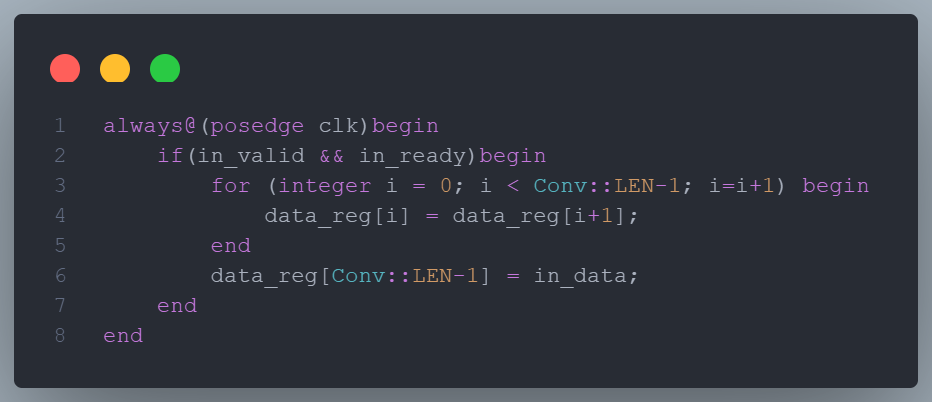 1 always@(posedge clk)begin
2     if(in_valid && in_ready)begin
3         for (integer i = 0; i < Conv::LEN-1; i=i+1) begin
4             data_reg[i] = data_reg[i+1];
5         end
6         data_reg[Conv::LEN-1] = in_data;
7     end
8 end